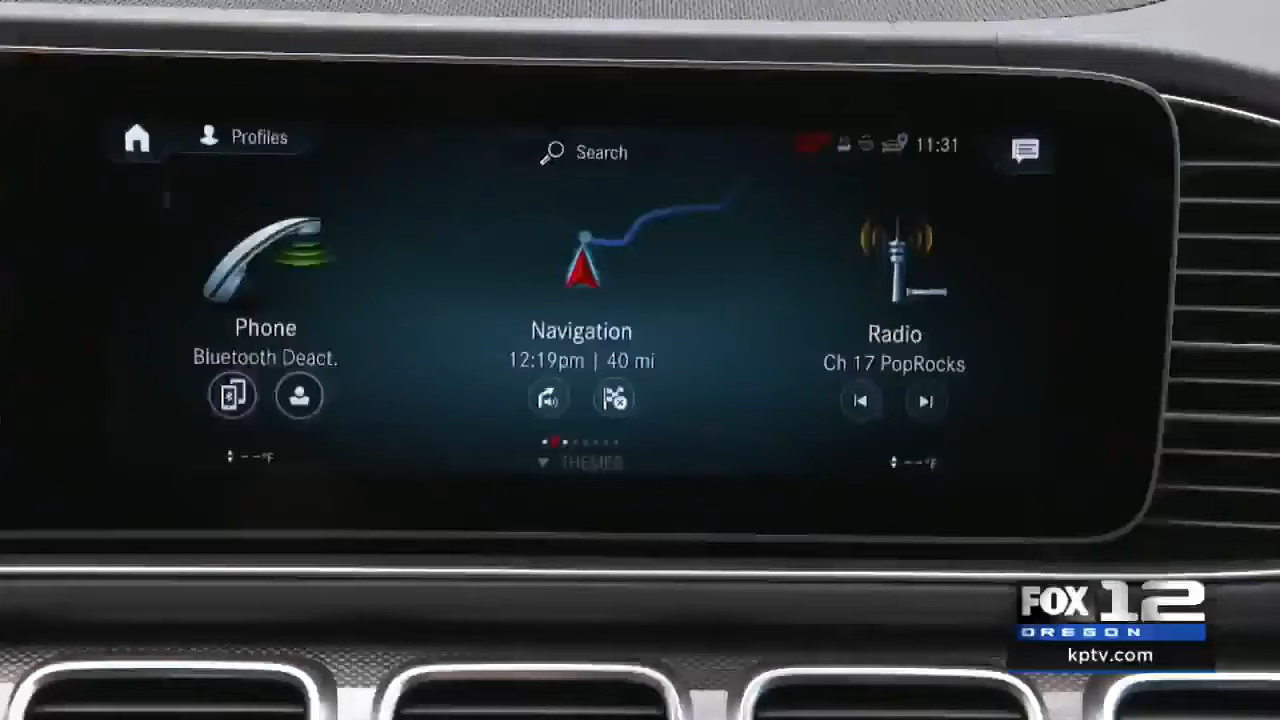 Profiles
Search
11:31
Phone
Bluetooth Deact.
Navigation
12:19pm | 40 mi
Radio
Ch 17 PopRocks
THEMES
--°F
--°F
FOX 12
OREGON
kptv.com